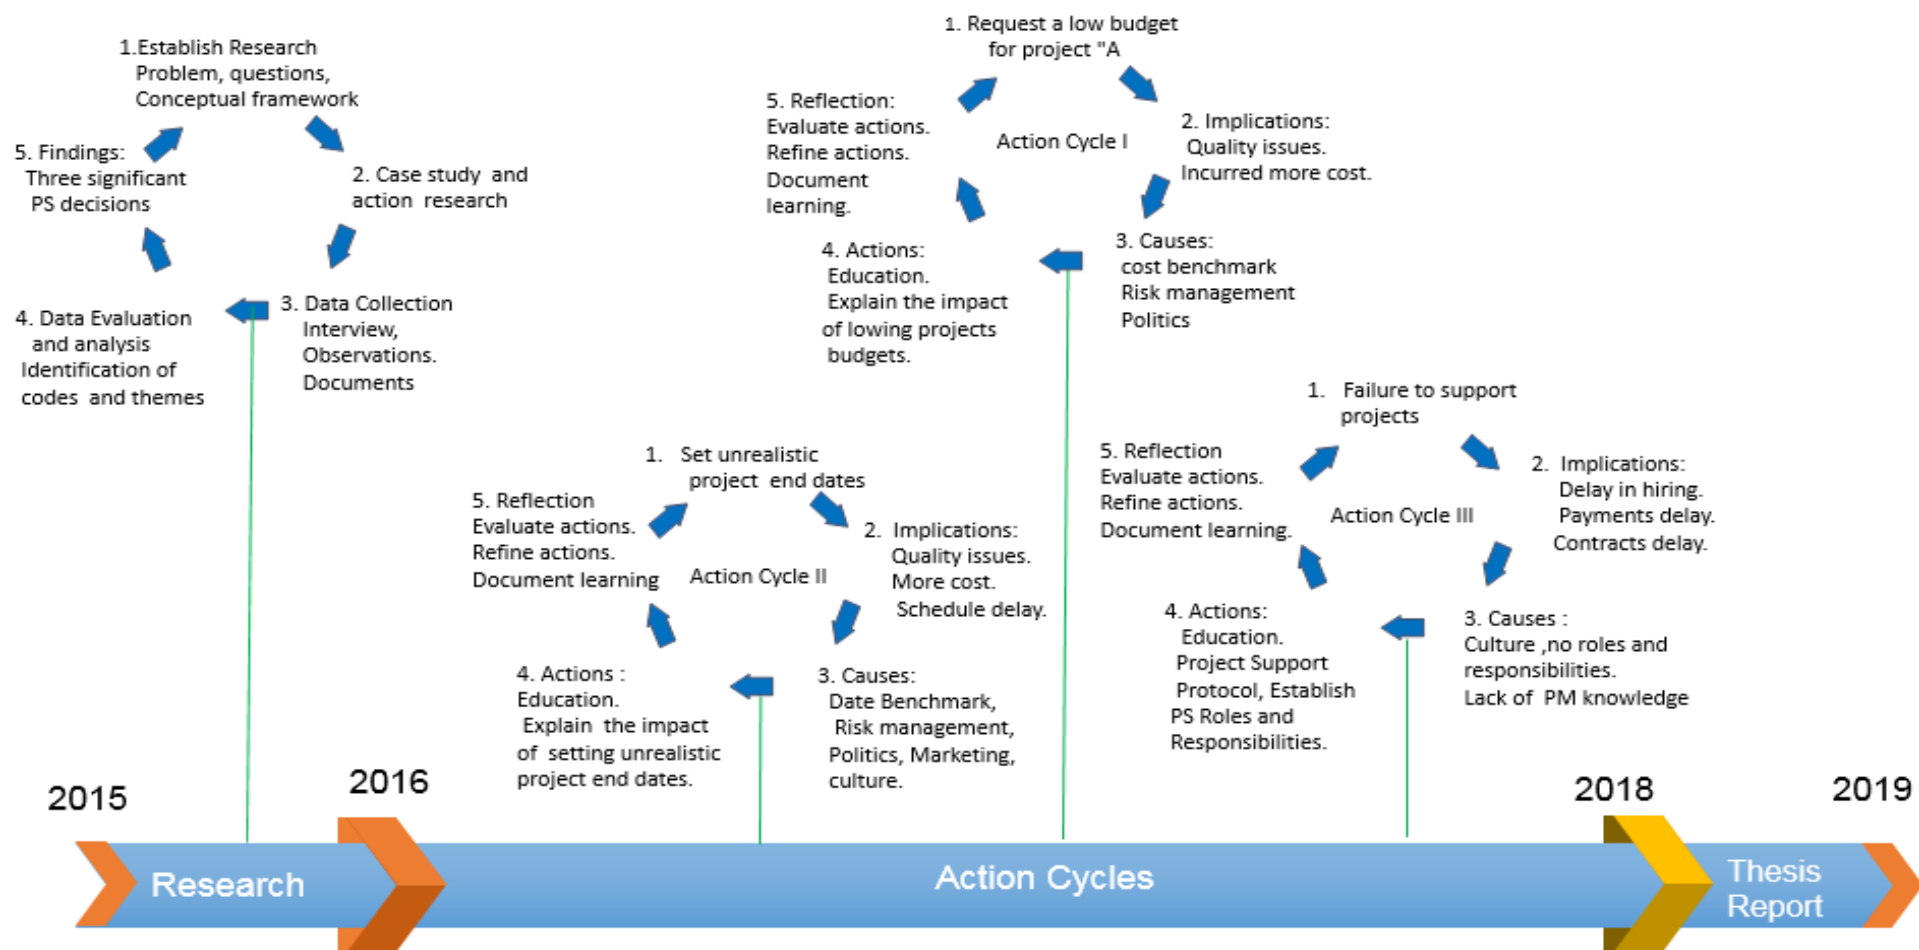 1.Establish Research
Problem, questions,
Conceptual framework
2. Case study and
action research
3. Data Collection
Interview,
Observations.
Documents
4. Data Evaluation
and analysis
Identification of
codes and themes
5. Findings:
Three significant
PS decisions
1. Request a low budget
for project "A
2. Implications:
Quality issues.
Incurred more cost.
3. Causes:
cost benchmark
Risk management
Politics
4. Actions:
Education.
Explain the impact
of lowing projects
budgets.
5. Reflection:
Evaluate actions.
Refine actions.
Document
learning.
Action Cycle I
1. Set unrealistic
project end dates
2. Implications:
Quality issues.
More cost.
Schedule delay.
3. Causes:
Date Benchmark,
Risk management,
Politics, Marketing,
culture.
4. Actions :
Education.
Explain the impact
of setting unrealistic
project end dates.
5. Reflection
Evaluate actions.
Refine actions.
Document learning
Action Cycle II
1. Failure to support
projects
2. Implications:
Delay in hiring.
Payments delay.
Contracts delay.
3. Causes :
Culture ,no roles and
responsibilities.
Lack of PM knowledge
4. Actions:
Education.
Project Support
Protocol, Establish
PS Roles and
Responsibilities.
5. Reflection
Evaluate actions.
Refine actions.
Document learning.
Action Cycle III
2015
2016
2018
2019
Research
Action Cycles
Thesis
Report